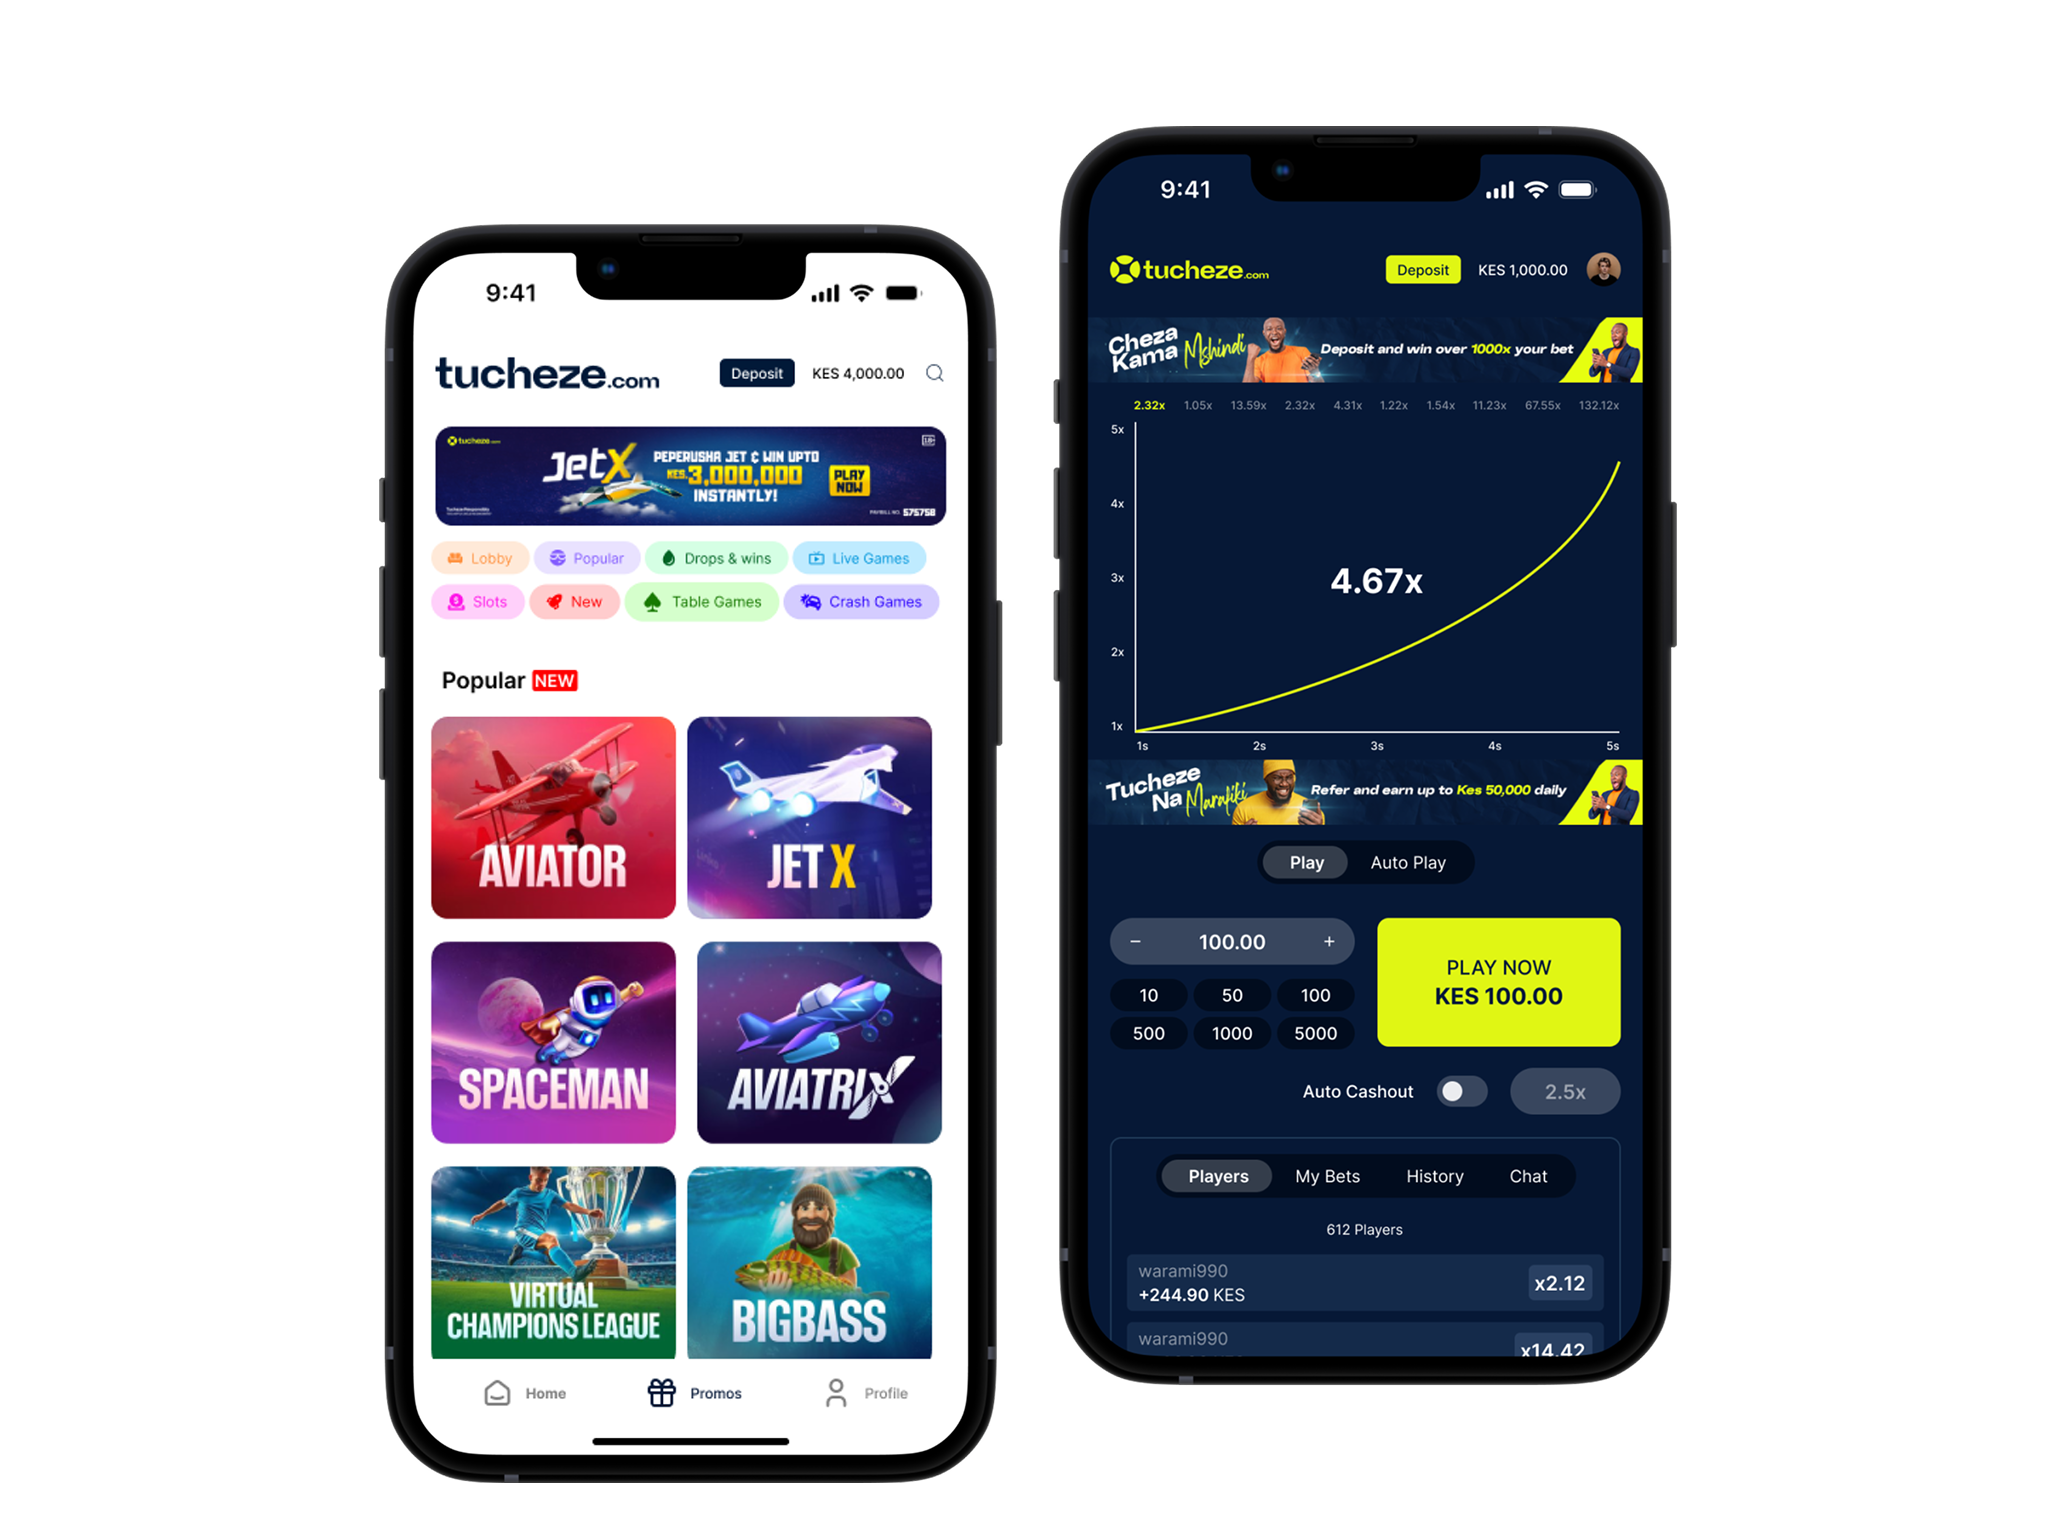 9:41
tucheze.com
Deposit
KES 4,000.00
tucheze
18+
JetX
PEPERUSHA JET & WIN UPTO
KES.3,000,000
INSTANTLY!
PLAY
NOW
PAYBILL NO. 575758
Lobby
Popular
Drops & wins
Live Games
Slots
New
Table Games
Crash Games
Popular NEW
AVIATOR
JET X
SPACEMAN
AVIATRIX
VIRTUAL
CHAMPIONS LEAGUE
BIGBASS
Home
Promos
Profile
9:41
tucheze.com
Deposit
KES 1,000.00
Cheza
Kama Mshindi
Deposit and win over 1000x your bet
2.32x 1.05x 13.59x 2.32x 4.31x 1.22x 1.54x 11.23x 67.55x 132.12x
5x
4x
4.67x
3x
2x
1x
1s 2s 3s 4s 5s
Tucheze
Na Marafiki
Refer and earn up to Kes 50,000 daily
Play
Auto Play
− 100.00 +
10 50 100
500 1000 5000
PLAY NOW
KES 100.00
Auto Cashout
2.5x
Players
My Bets
History
Chat
612 Players
warami990
+244.90 KES
x2.12
warami990
x14.42